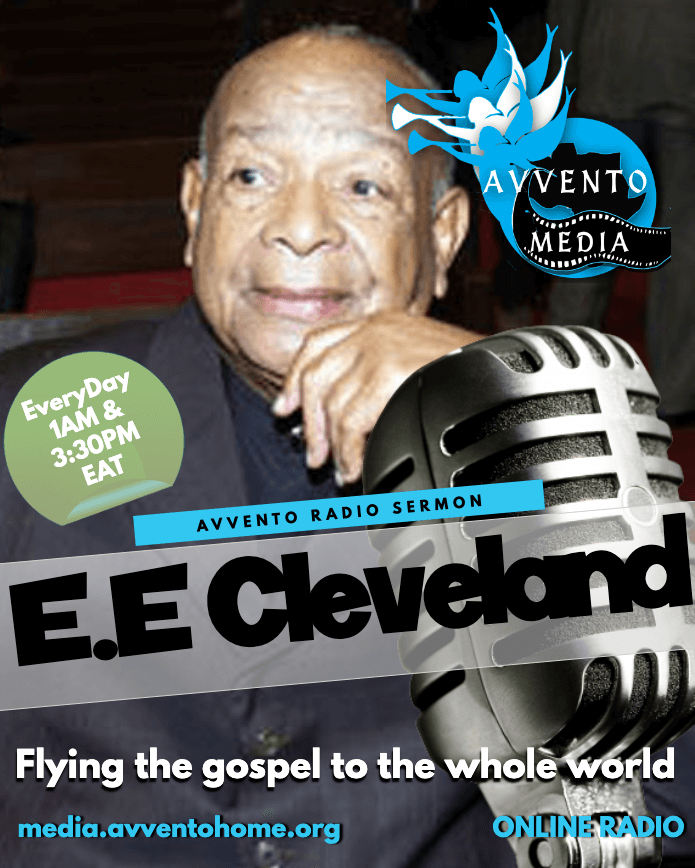 AVVENTO
MEDIA
EveryDay
1AM &
3:30PM
EAT
AVVENTO RADIO SERMON
E.E Cleveland
Flying the gospel to the whole world
media.avventohome.org
ONLINE RADIO